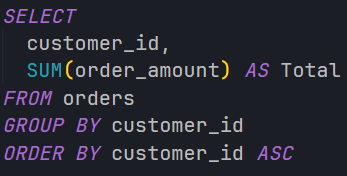 SELECT
  customer_id,
  SUM(order_amount) AS Total
FROM orders
GROUP BY customer_id
ORDER BY customer_id ASC